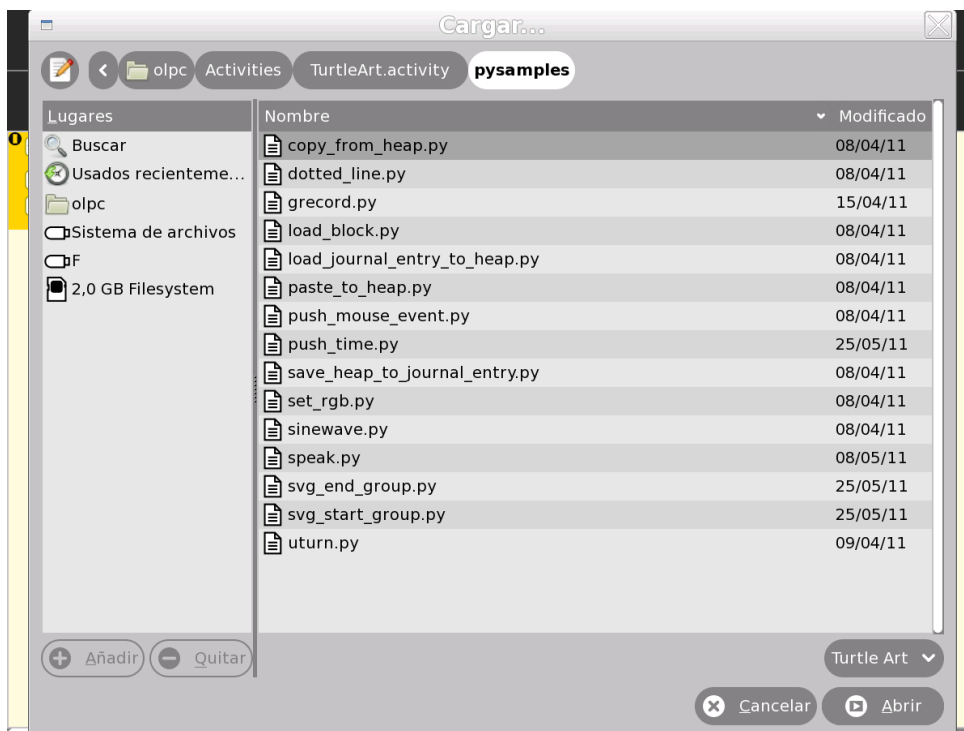 Cargar...
olpc Activities TurtleArt.activity pysamples
Lugares
Buscar
Usados recienteme...
olpc
Sistema de archivos
F
2,0 GB Filesystem
Nombre Modificado
copy_from_heap.py 08/04/11
dotted_line.py 08/04/11
grecord.py 15/04/11
load_block.py 08/04/11
load_journal_entry_to_heap.py 08/04/11
paste_to_heap.py 08/04/11
push_mouse_event.py 08/04/11
push_time.py 25/05/11
save_heap_to_journal_entry.py 08/04/11
set_rgb.py 08/04/11
sinewave.py 08/04/11
speak.py 08/05/11
svg_end_group.py 25/05/11
svg_start_group.py 25/05/11
uturn.py 09/04/11
Añadir Quitar
Turtle Art
Cancelar Abrir